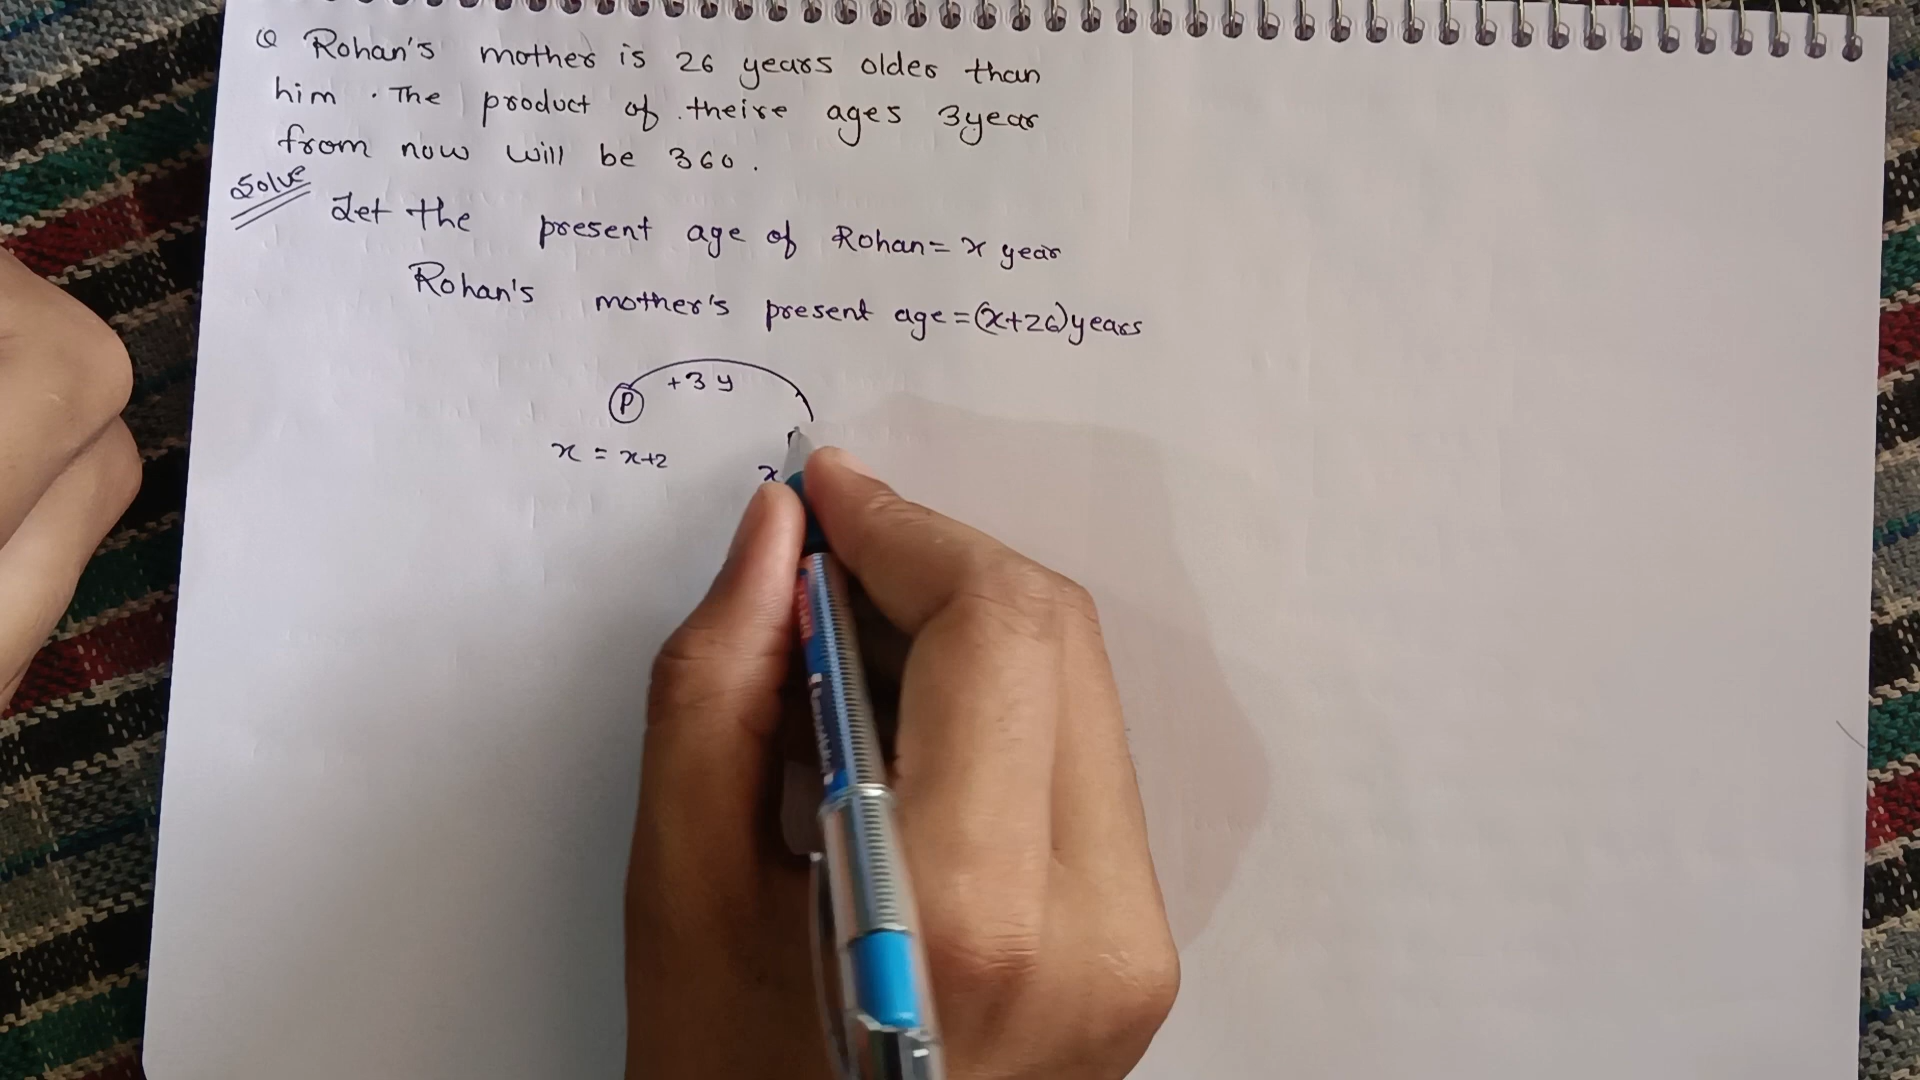 Q Rohan's mother is 26 years older than
him . The product of theire ages 3year
from now will be 360 .
Solve
Let the present age of Rohan = x year
Rohan's mother's present age = (x+26) years
+3 y
P
x = x+2 x